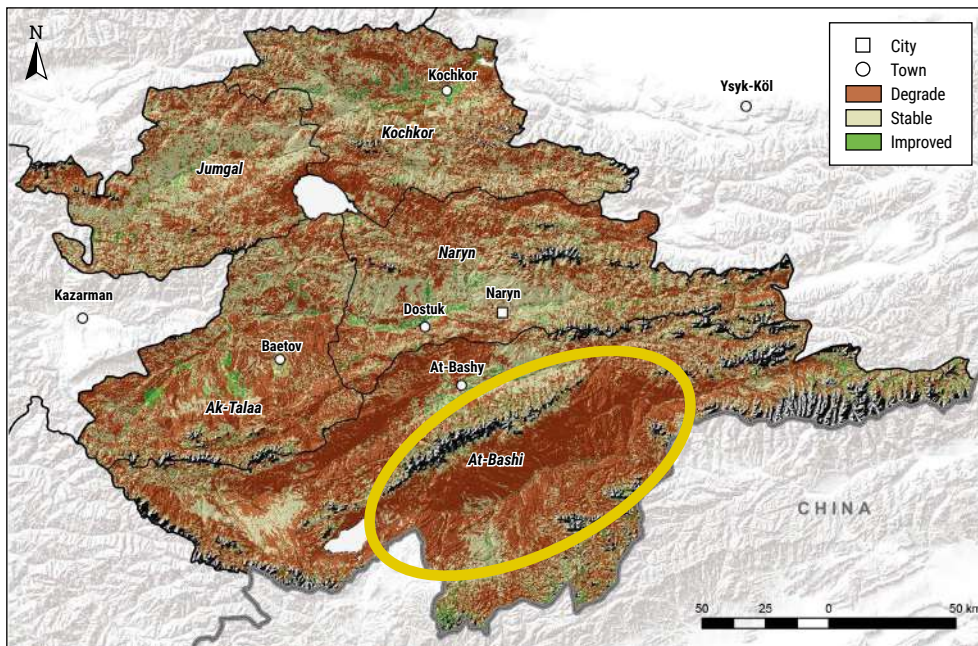 N
City
Town
Degrade
Stable
Improved
Kochkor
Ysyk-Köl
Kochkor
Jumgal
Naryn
Kazarman
Naryn
Dostuk
Baetov
At-Bashy
Ak-Talaa
At-Bashi
CHINA
50 25 0 50 km